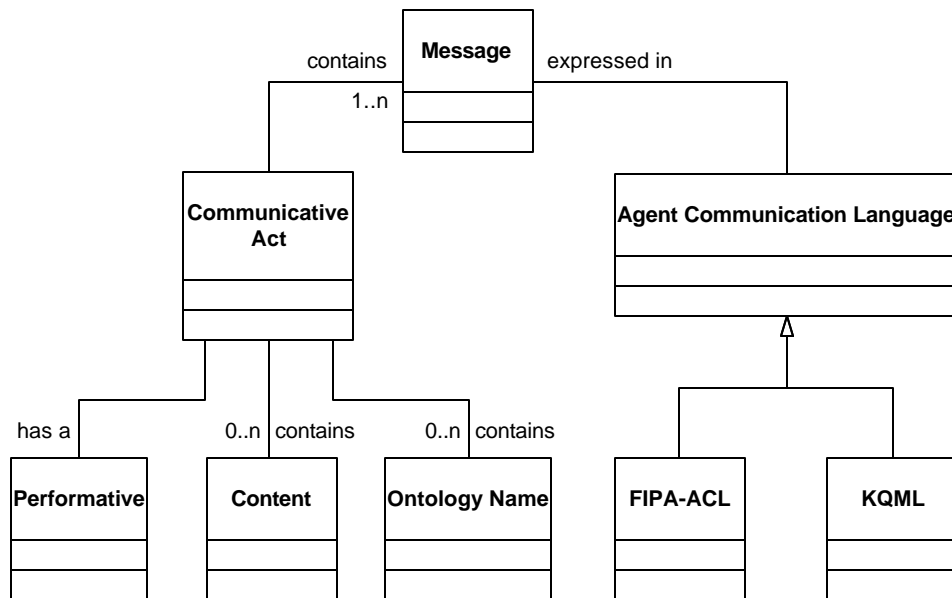 Message
contains
expressed in
1..n
Communicative
Act
Agent Communication Language
has a
0..n
contains
0..n
contains
Performative
Content
Ontology Name
FIPA-ACL
KQML